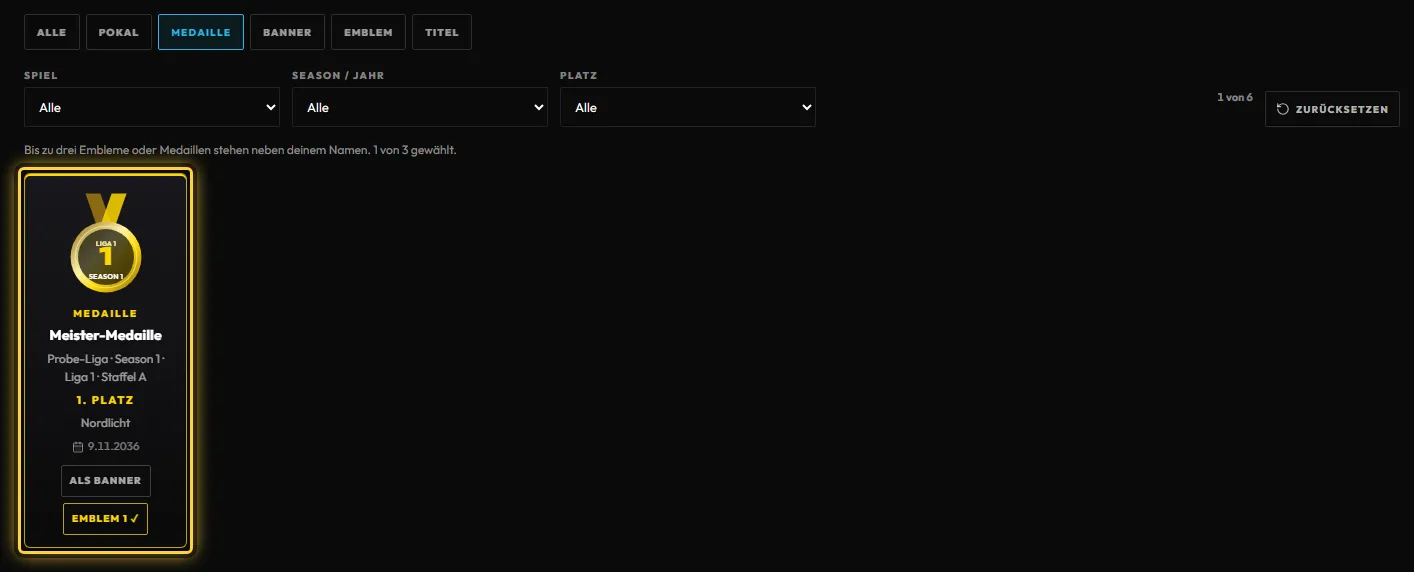 ALLE
POKAL
MEDAILLE
BANNER
EMBLEM
TITEL
SPIEL
SEASON / JAHR
PLATZ
Alle
Alle
Alle
1 von 6
ZURÜCKSETZEN
Bis zu drei Embleme oder Medaillen stehen neben deinem Namen. 1 von 3 gewählt.
LIGA 1
1
SEASON 1
MEDAILLE
Meister-Medaille
Probe-Liga · Season 1 ·
Liga 1 · Staffel A
1. PLATZ
Nordlicht
9.11.2036
ALS BANNER
EMBLEM 1 ✓